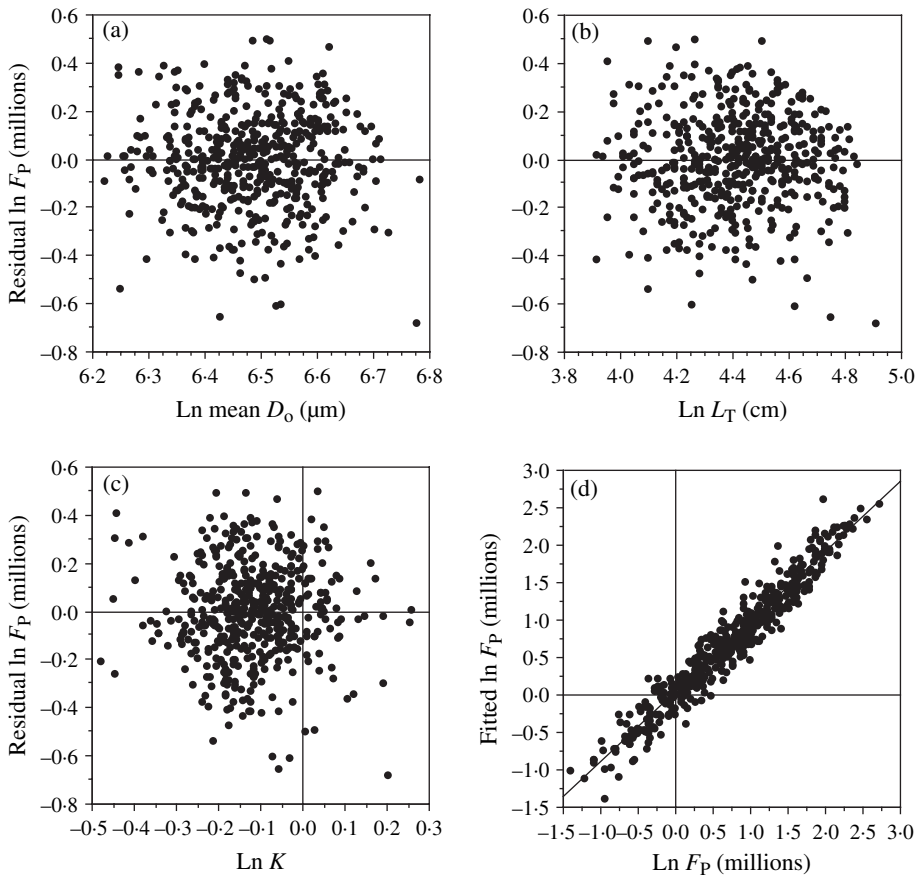 (a)
Residual ln F_P (millions)
0·6
0·4
0·2
0·0
–0·2
–0·4
–0·6
–0·8
6·2 6·3 6·4 6·5 6·6 6·7 6·8
Ln mean D_o (μm)
(b)
0·6
0·4
0·2
0·0
–0·2
–0·4
–0·6
–0·8
3·8 4·0 4·2 4·4 4·6 4·8 5·0
Ln L_T (cm)
(c)
Residual ln F_P (millions)
0·6
0·4
0·2
0·0
–0·2
–0·4
–0·6
–0·8
–0·5 –0·4 –0·3 –0·2 –0·1 0·0 0·1 0·2 0·3
Ln K
(d)
Fitted ln F_P (millions)
3·0
2·5
2·0
1·5
1·0
0·5
0·0
–0·5
–1·0
–1·5
–1·5 –1·0 –0·5 0·0 0·5 1·0 1·5 2·0 2·5 3·0
Ln F_P (millions)